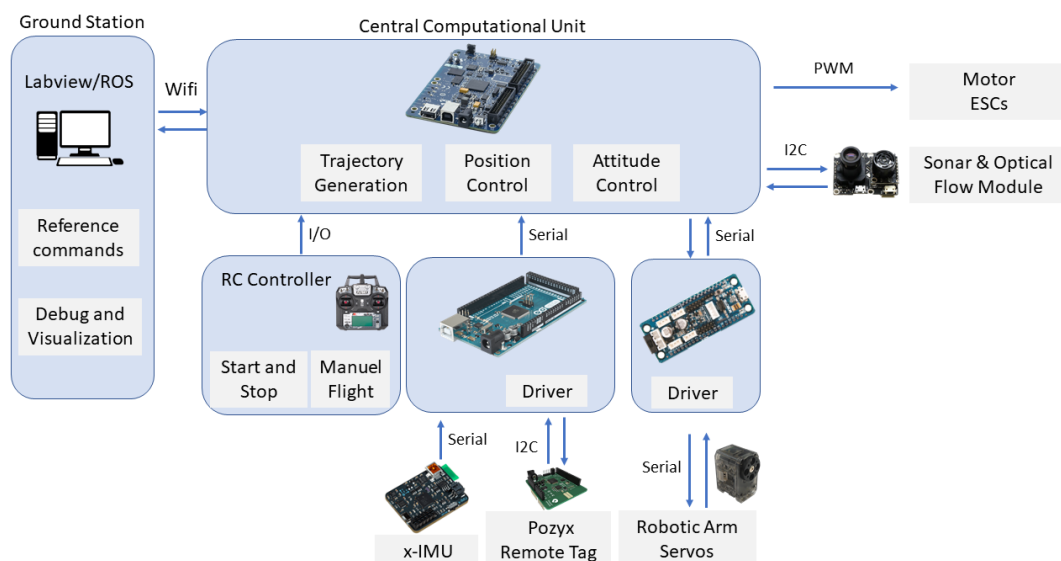 Ground Station
Central Computational Unit
Labview/ROS
Wifi
PWM
Motor
ESCs
I2C
Sonar & Optical
Flow Module
Trajectory
Generation
Position
Control
Attitude
Control
Reference
commands
Debug and
Visualization
I/O
Serial
Serial
RC Controller
Start and
Stop
Manuel
Flight
Driver
Driver
Serial
I2C
Serial
x-IMU
Pozyx
Remote Tag
Robotic Arm
Servos